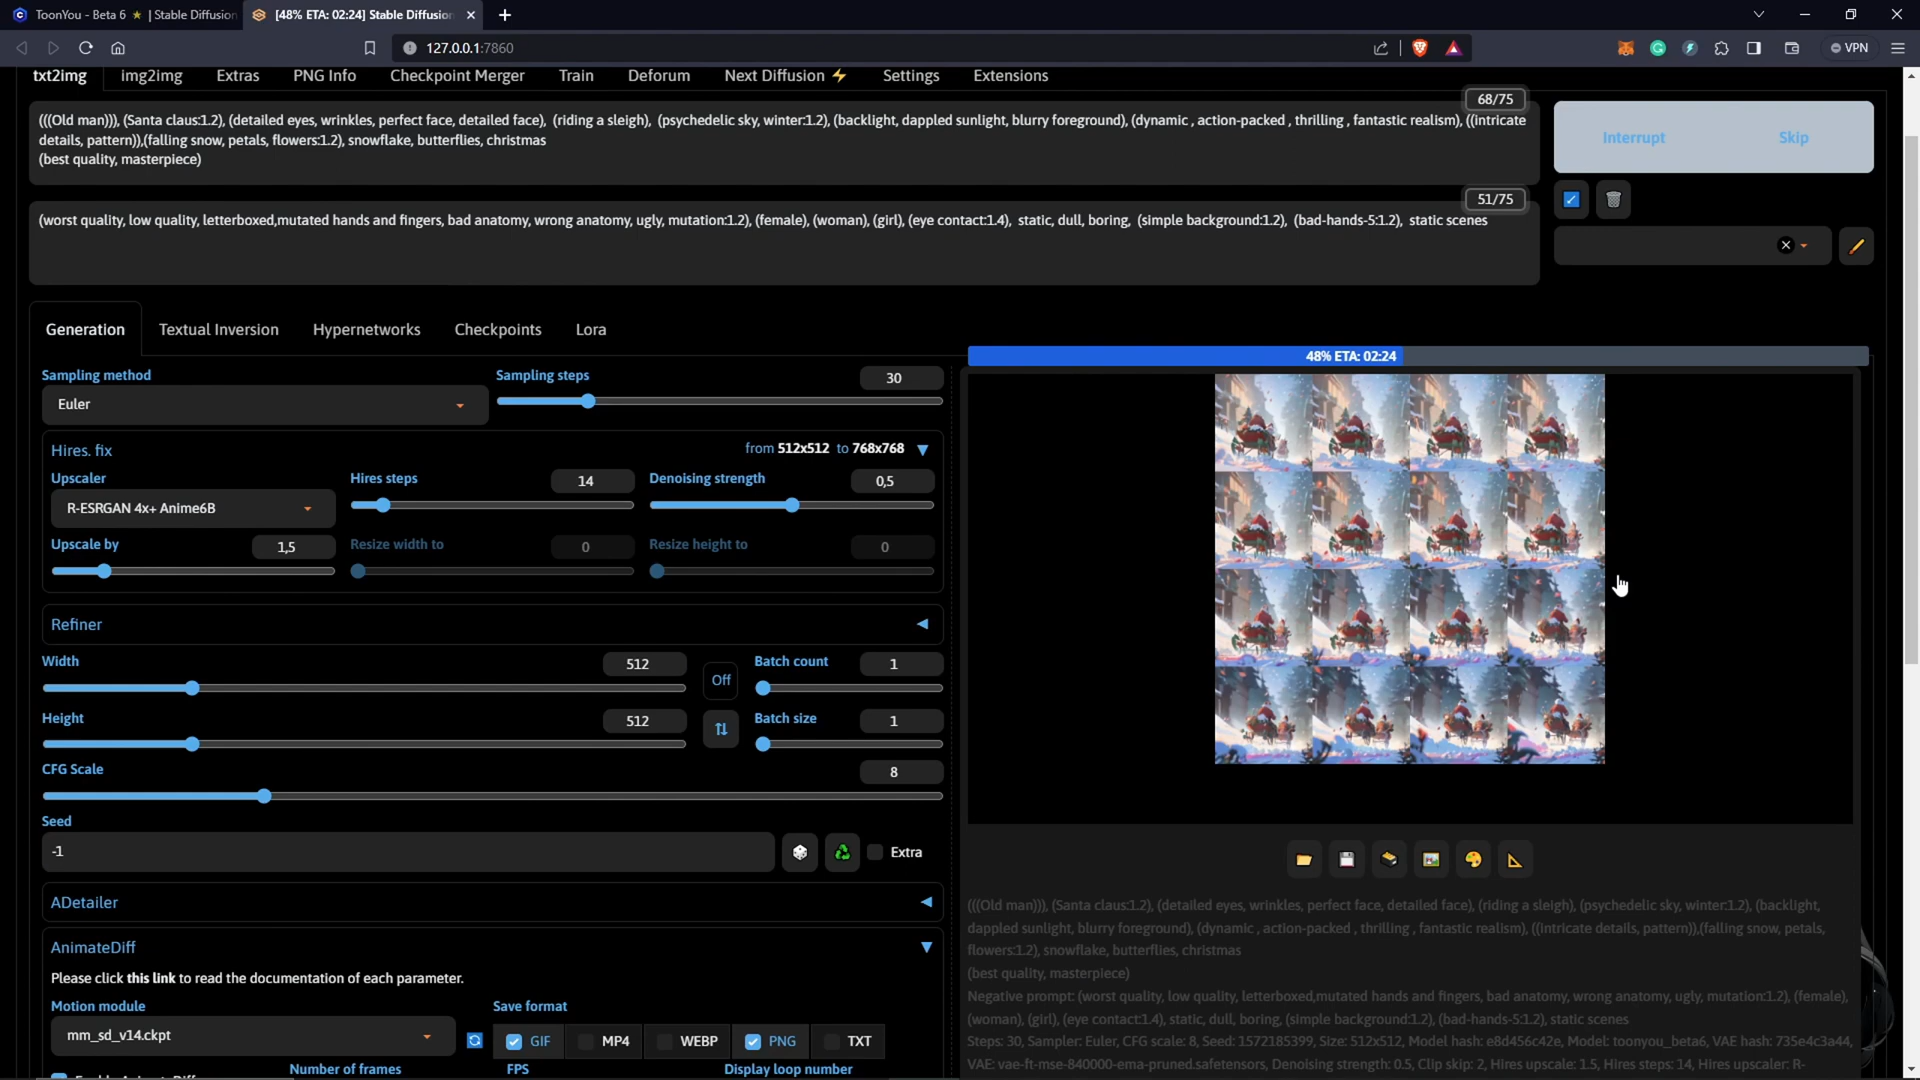 ToonYou - Beta 6 ★ | Stable Diffusion
[48% ETA: 02:24] Stable Diffusion
127.0.0.1:7860
VPN
txt2img
img2img
Extras
PNG Info
Checkpoint Merger
Train
Deforum
Next Diffusion ⚡
Settings
Extensions
68/75
(((Old man))), (Santa claus:1.2), (detailed eyes, wrinkles, perfect face, detailed face), (riding a sleigh), (psychedelic sky, winter:1.2), (backlight, dappled sunlight, blurry foreground), (dynamic , action-packed , thrilling , fantastic realism), ((intricate
details, pattern)),(falling snow, petals, flowers:1.2), snowflake, butterflies, christmas
(best quality, masterpiece)
Interrupt
Skip
51/75
(worst quality, low quality, letterboxed,mutated hands and fingers, bad anatomy, wrong anatomy, ugly, mutation:1.2), (female), (woman), (girl), (eye contact:1.4), static, dull, boring, (simple background:1.2), (bad-hands-5:1.2), static scenes
Generation
Textual Inversion
Hypernetworks
Checkpoints
Lora
48% ETA: 02:24
Sampling method
Euler
Sampling steps
30
Hires. fix
from 512x512 to 768x768
Upscaler
R-ESRGAN 4x+ Anime6B
Hires steps
14
Denoising strength
0,5
Upscale by
1,5
Resize width to
0
Resize height to
0
Refiner
Width
512
Off
Batch count
1
Height
512
Batch size
1
CFG Scale
8
Seed
-1
Extra
ADetailer
AnimateDiff
Please click this link to read the documentation of each parameter.
Motion module
mm_sd_v14.ckpt
Save format
GIF
MP4
WEBP
PNG
TXT
Number of frames
FPS
Display loop number
(((Old man))), (Santa claus:1.2), (detailed eyes, wrinkles, perfect face, detailed face), (riding a sleigh), (psychedelic sky, winter:1.2), (backlight,
dappled sunlight, blurry foreground), (dynamic , action-packed , thrilling , fantastic realism), ((intricate details, pattern)),(falling snow, petals,
flowers:1.2), snowflake, butterflies, christmas
(best quality, masterpiece)
Negative prompt: (worst quality, low quality, letterboxed,mutated hands and fingers, bad anatomy, wrong anatomy, ugly, mutation:1.2), (female),
(woman), (girl), (eye contact:1.4), static, dull, boring, (simple background:1.2), (bad-hands-5:1.2), static scenes
Steps: 30, Sampler: Euler, CFG scale: 8, Seed: 1572185399, Size: 512x512, Model hash: e8d456c42e, Model: toonyou_beta6, VAE hash: 735e4c3a44,
VAE: vae-ft-mse-840000-ema-pruned.safetensors, Denoising strength: 0.5, Clip skip: 2, Hires upscale: 1.5, Hires steps: 14, Hires upscaler: R-